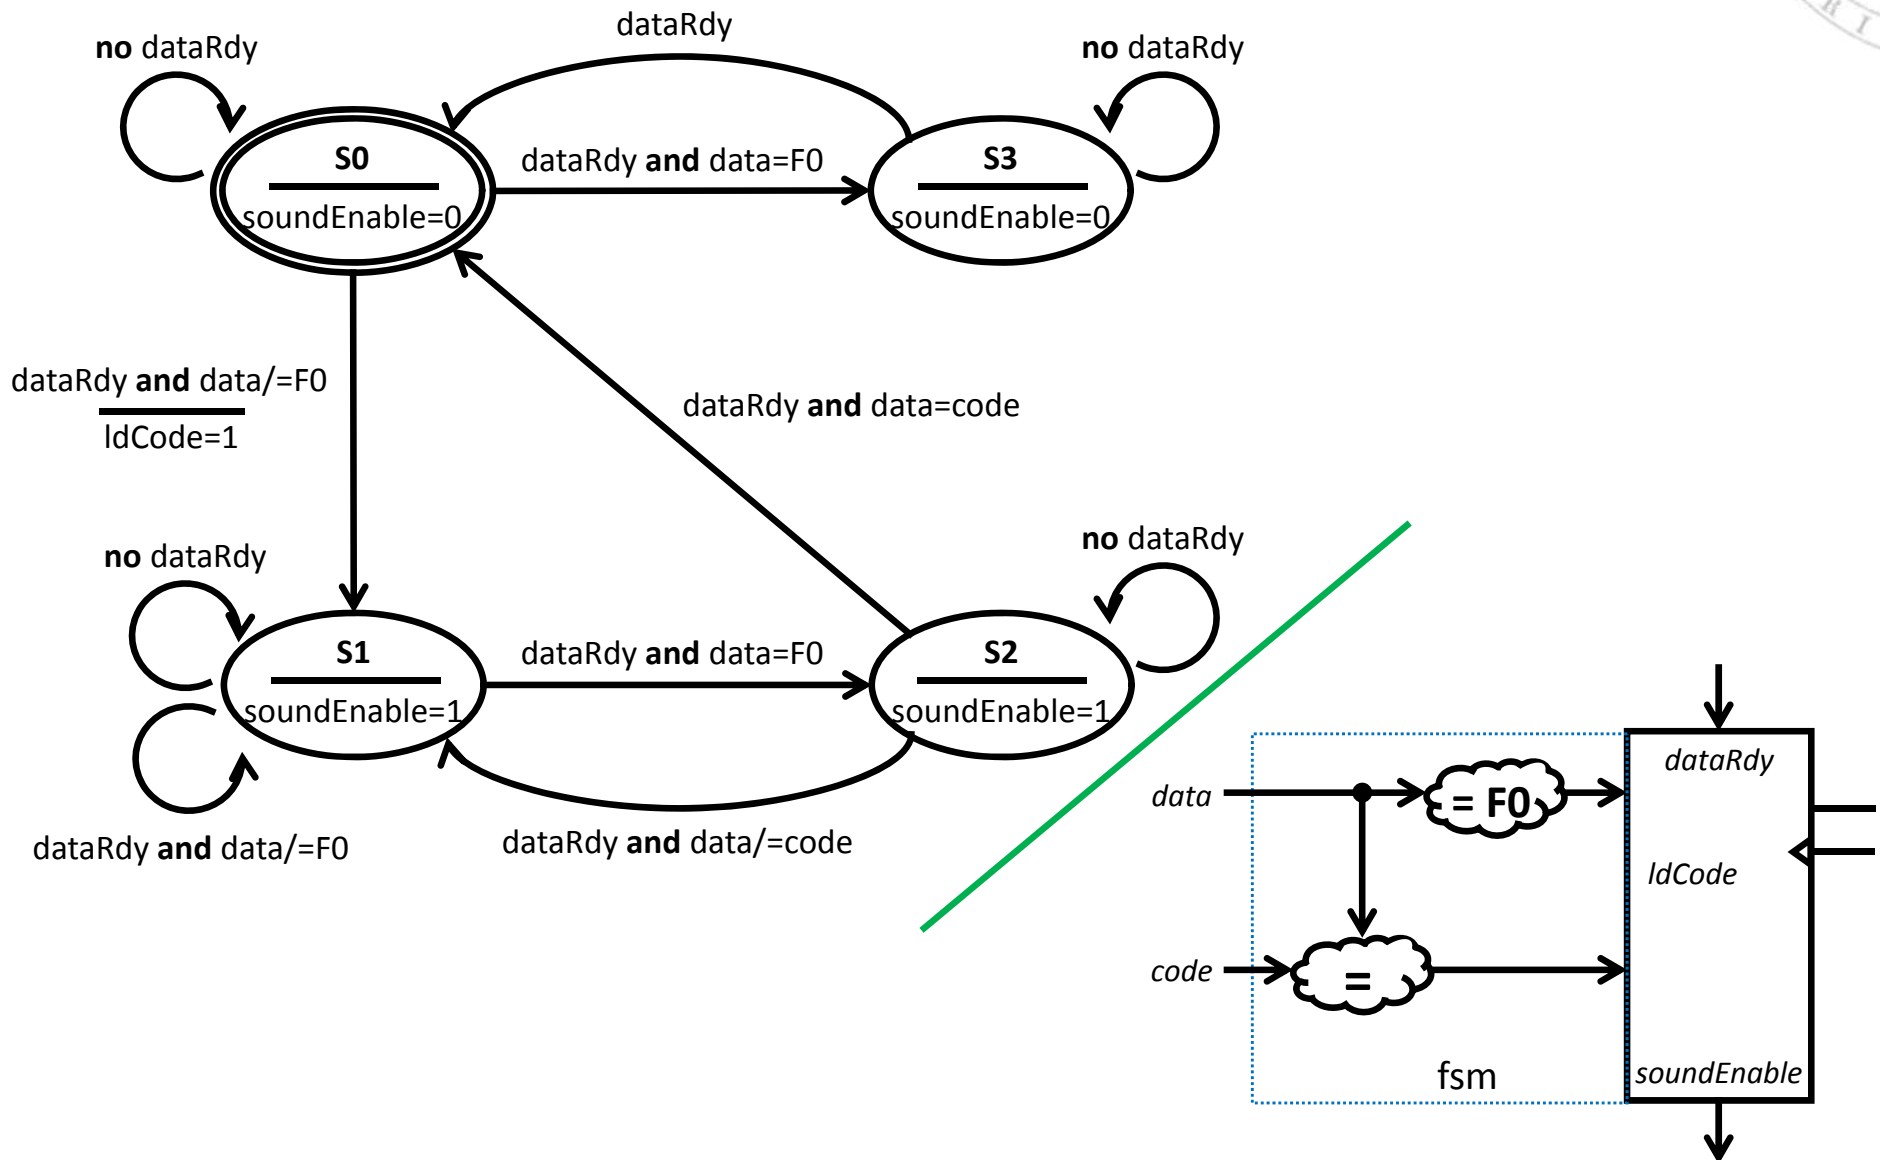 R I
dataRdy
no dataRdy
no dataRdy
S0
soundEnable=0
dataRdy and data=F0
S3
soundEnable=0
dataRdy and data/=F0
ldCode=1
dataRdy and data=code
no dataRdy
no dataRdy
S1
soundEnable=1
dataRdy and data=F0
S2
soundEnable=1
dataRdy and data/=F0
dataRdy and data/=code
dataRdy
data
= F0
ldCode
code
=
fsm
soundEnable